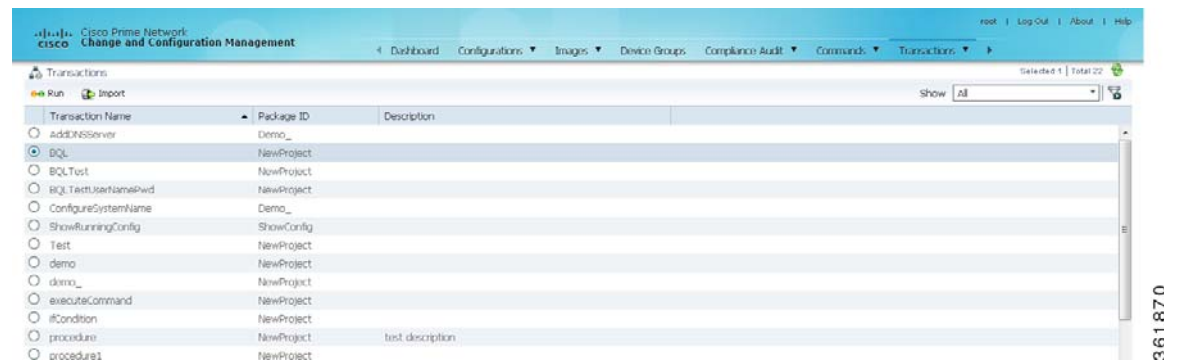 root | Log Out | About | Help
cisco Cisco Prime Network
Change and Configuration Management
Dashboard Configurations Images Device Groups Compliance Audit Commands Transactions
Transactions Selected 1 | Total 22
Run Import Show All
Transaction Name Package ID Description
AddDNSServer Demo_
BQL NewProject
BQLTest NewProject
BQLTestUserNamePwd NewProject
ConfigureSystemName Demo_
ShowRunningConfig ShowConfig
Test NewProject
demo NewProject
demo_ NewProject
executeCommand NewProject
ifCondition NewProject
procedure NewProject test description
procedure1 NewProject
361870